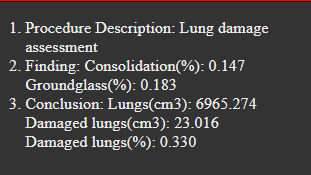 1. Procedure Description: Lung damage
assessment
2. Finding: Consolidation(%): 0.147
Groundglass(%): 0.183
3. Conclusion: Lungs(cm3): 6965.274
Damaged lungs(cm3): 23.016
Damaged lungs(%): 0.330